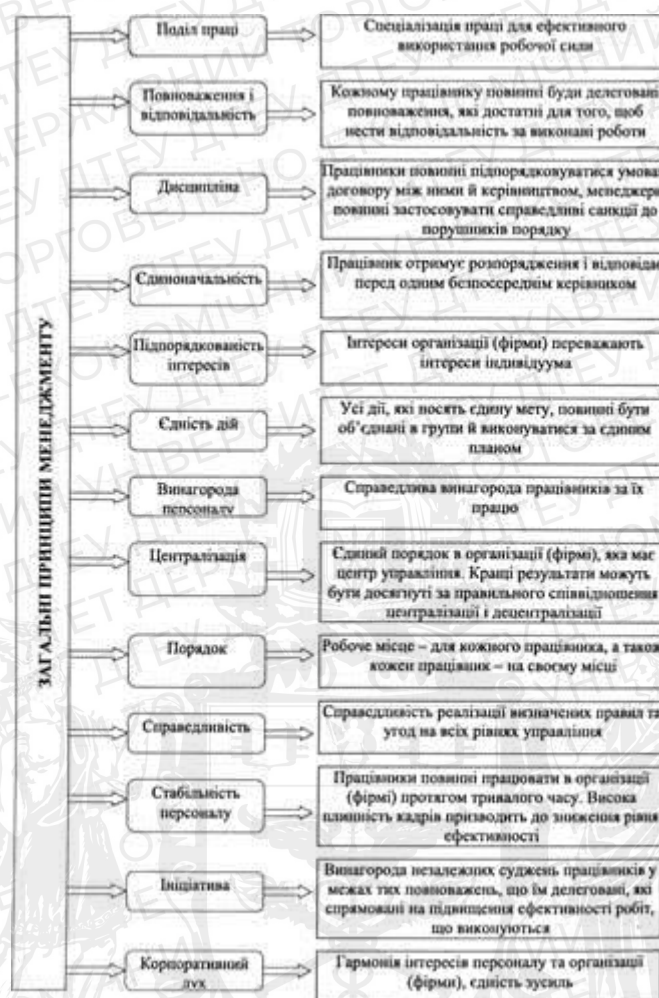 ЗАГАЛЬНІ ПРИНЦИПИ МЕНЕДЖМЕНТУ
Поділ праці
Спеціалізація праці для ефективного
використання робочої сили
Повноваження і
відповідальність
Кожному працівнику повинні буди делеговані
повноваження, які достатні для того, щоб
нести відповідальність за виконані роботи
Дисципліна
Працівники повинні підпорядковуватися умова
договору між ними й керівництвом, менеджери
повинні застосовувати справедливі санкції до
порушників порядку
Єдиноначальність
Працівник отримує розпорядження і відповіда
перед одним безпосереднім керівником
Підпорядкованість
інтересів
Інтереси організації (фірми) переважають
інтереси індивідуума
Єдність дій
Усі дії, які носять єдину мету, повинні бути
об'єднані в групи й виконуватися за єдиним
планом
Винагорода
персоналу
Справедлива винагорода працівників за їх
працю
Централізація
Єдиний порядок в організації (фірмі), яка має
центр управління. Кращі результати можуть
бути досягнуті за правильного співвідношення
централізації і децентралізації
Порядок
Робоче місце – для кожного працівника, а також
кожен працівник – на своєму місці
Справедливість
Справедливість реалізації визначених правил та
угод на всіх рівнях управління
Стабільність
персоналу
Працівники повинні працювати в організації
(фірмі) протягом тривалого часу. Висока
плинність кадрів призводить до зниження рівня
ефективності
Ініціатива
Винагорода незалежних суджень працівників у
межах тих повноважень, що їм делеговані, які
спрямовані на підвищення ефективності робіт,
що виконуються
Корпоративний
дух
Гармонія інтересів персоналу та організації
(фірми), єдність зусиль